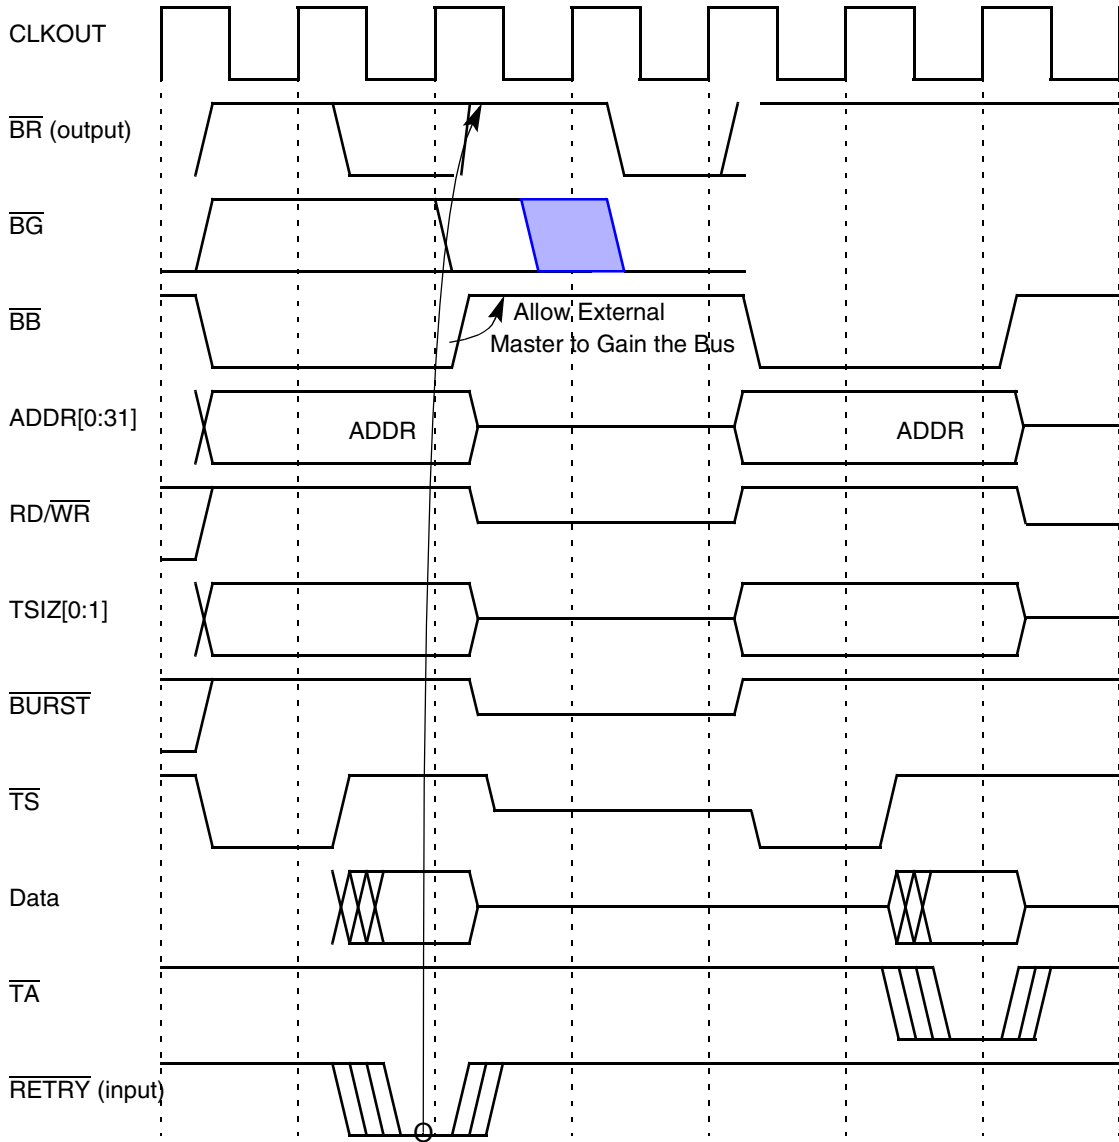 CLKOUT
BR (output)
BG
BB
Allow External
Master to Gain the Bus
ADDR[0:31]
ADDR
ADDR
RD/WR
TSIZ[0:1]
BURST
TS
Data
TA
RETRY (input)